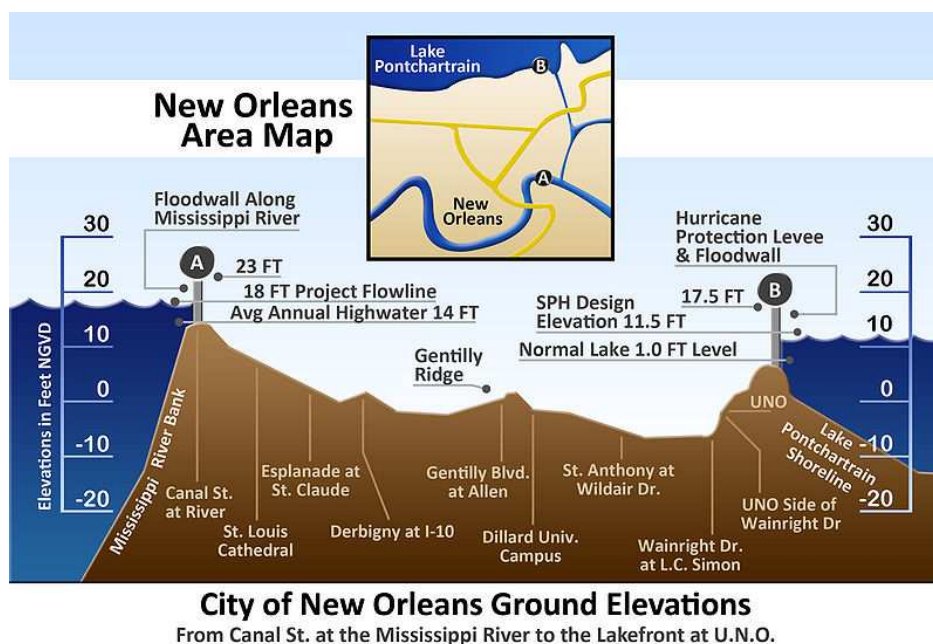 New Orleans
Area Map
Lake
Pontchartrain
B
A
New
Orleans
Floodwall Along
Mississippi River
A
23 FT
18 FT Project Flowline
Avg Annual Highwater 14 FT
Hurricane
Protection Levee
& Floodwall
17.5 FT
B
SPH Design
Elevation 11.5 FT
Normal Lake 1.0 FT Level
Gentilly
Ridge
Elevations in Feet NGVD
30
20
10
0
-10
-20
30
20
10
0
-10
-20
Mississippi River Bank
Canal St.
at River
St. Louis
Cathedral
Esplanade at
St. Claude
Derbigny at I-10
Gentilly Blvd.
at Allen
Dillard Univ.
Campus
St. Anthony at
Wildair Dr.
Wainright Dr.
at L.C. Simon
UNO
UNO Side of
Wainright Dr
Lake
Pontchartrain
Shoreline
City of New Orleans Ground Elevations
From Canal St. at the Mississippi River to the Lakefront at U.N.O.